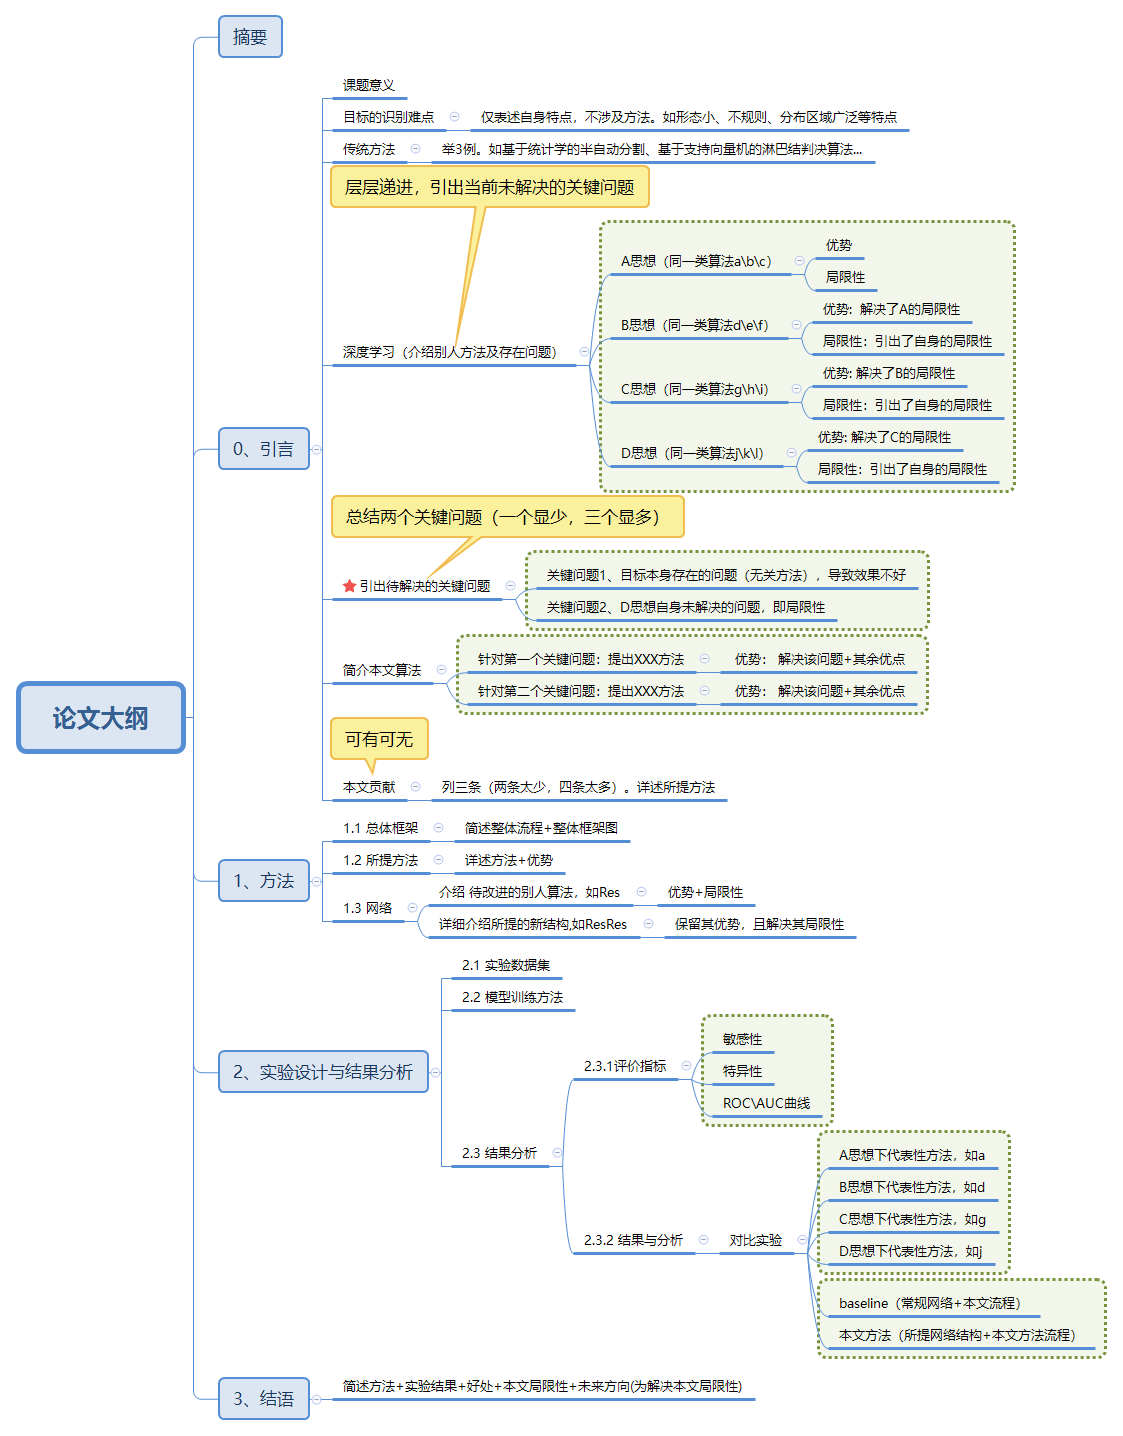 摘要
课题意义
目标的识别难点
仅表述自身特点，不涉及方法。如形态小、不规则、分布区域广泛等特点
传统方法
举3例。如基于统计学的半自动分割、基于支持向量机的淋巴结判决算法...
层层递进，引出当前未解决的关键问题
深度学习（介绍别人方法及存在问题）
A思想（同一类算法a\b\c）
优势
局限性
B思想（同一类算法d\e\f）
优势：解决了A的局限性
局限性：引出了自身的局限性
C思想（同一类算法g\h\i）
优势: 解决了B的局限性
局限性：引出了自身的局限性
D思想（同一类算法j\k\l）
优势: 解决了C的局限性
局限性：引出了自身的局限性
0、引言
总结两个关键问题（一个显少，三个显多）
引出待解决的关键问题
关键问题1、目标本身存在的问题（无关方法），导致效果不好
关键问题2、D思想自身未解决的问题，即局限性
简介本文算法
针对第一个关键问题：提出XXX方法
优势： 解决该问题+其余优点
针对第二个关键问题：提出XXX方法
优势： 解决该问题+其余优点
可有可无
本文贡献
列三条（两条太少，四条太多）。详述所提方法
论文大纲
1、方法
1.1 总体框架
简述整体流程+整体框架图
1.2 所提方法
详述方法+优势
1.3 网络
介绍 待改进的别人算法，如Res
优势+局限性
详细介绍所提的新结构,如ResRes
保留其优势，且解决其局限性
2、实验设计与结果分析
2.1 实验数据集
2.2 模型训练方法
2.3 结果分析
2.3.1评价指标
敏感性
特异性
ROC\AUC曲线
2.3.2 结果与分析
对比实验
A思想下代表性方法，如a
B思想下代表性方法，如d
C思想下代表性方法，如g
D思想下代表性方法，如j
baseline（常规网络+本文流程）
本文方法（所提网络结构+本文方法流程）
3、结语
简述方法+实验结果+好处+本文局限性+未来方向(为解决本文局限性)